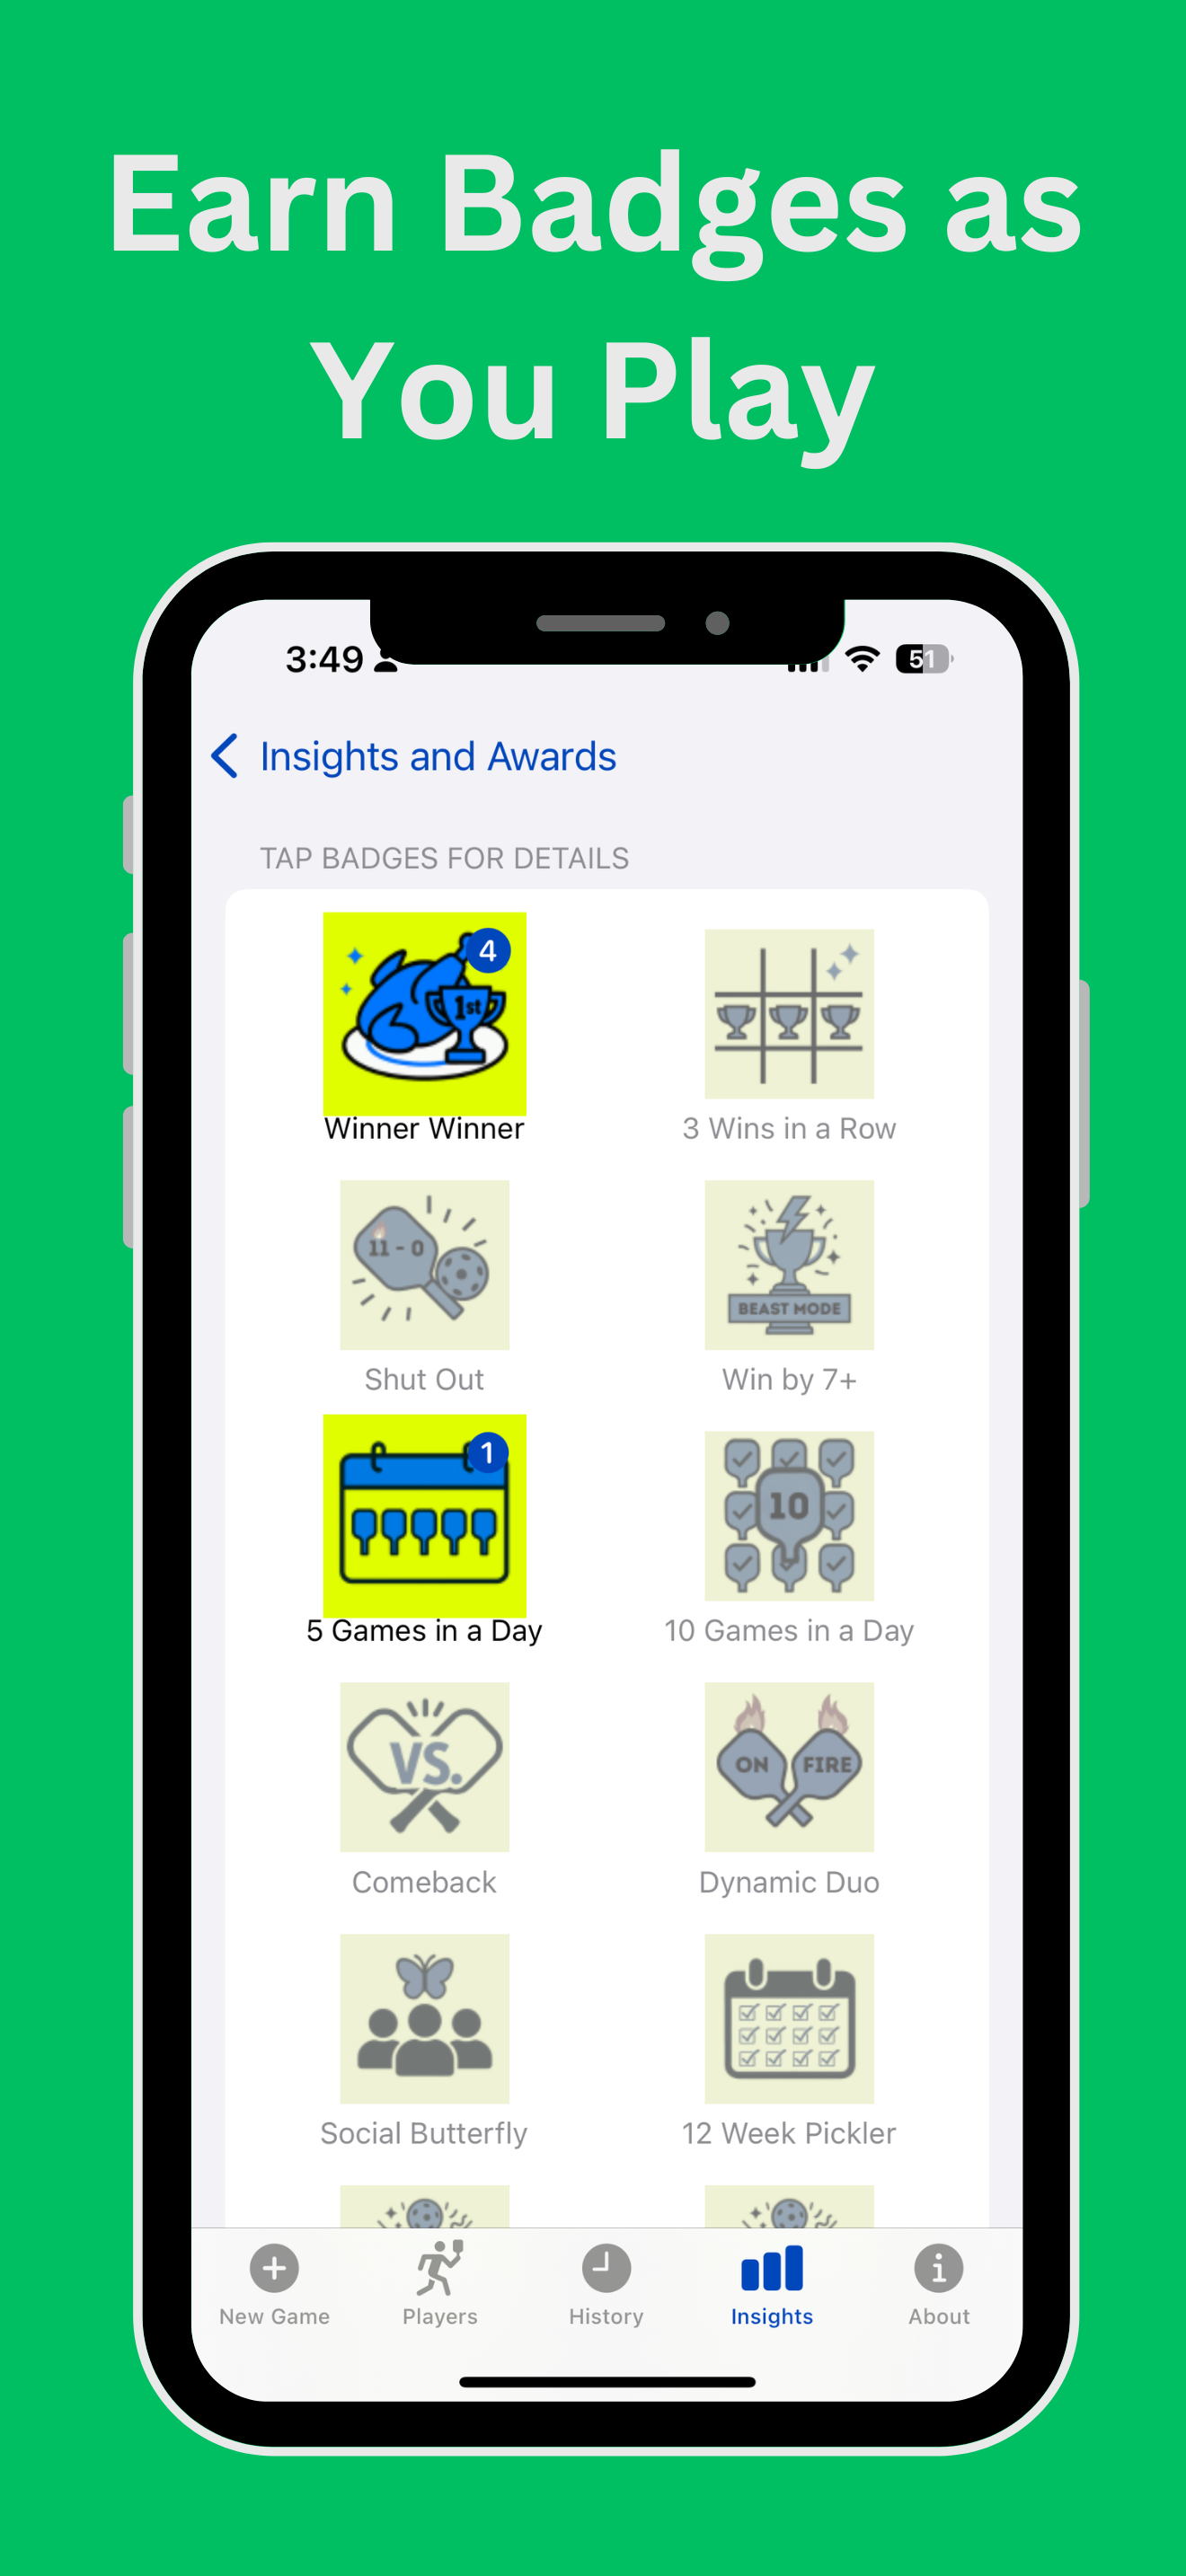 Earn Badges as
You Play
3:49
51
Insights and Awards
TAP BADGES FOR DETAILS
4
1st
Winner Winner
3 Wins in a Row
11 - 0
BEAST MODE
Shut Out
Win by 7+
1
10
5 Games in a Day
10 Games in a Day
VS.
ON FIRE
Comeback
Dynamic Duo
Social Butterfly
12 Week Pickler
New Game
Players
History
Insights
About